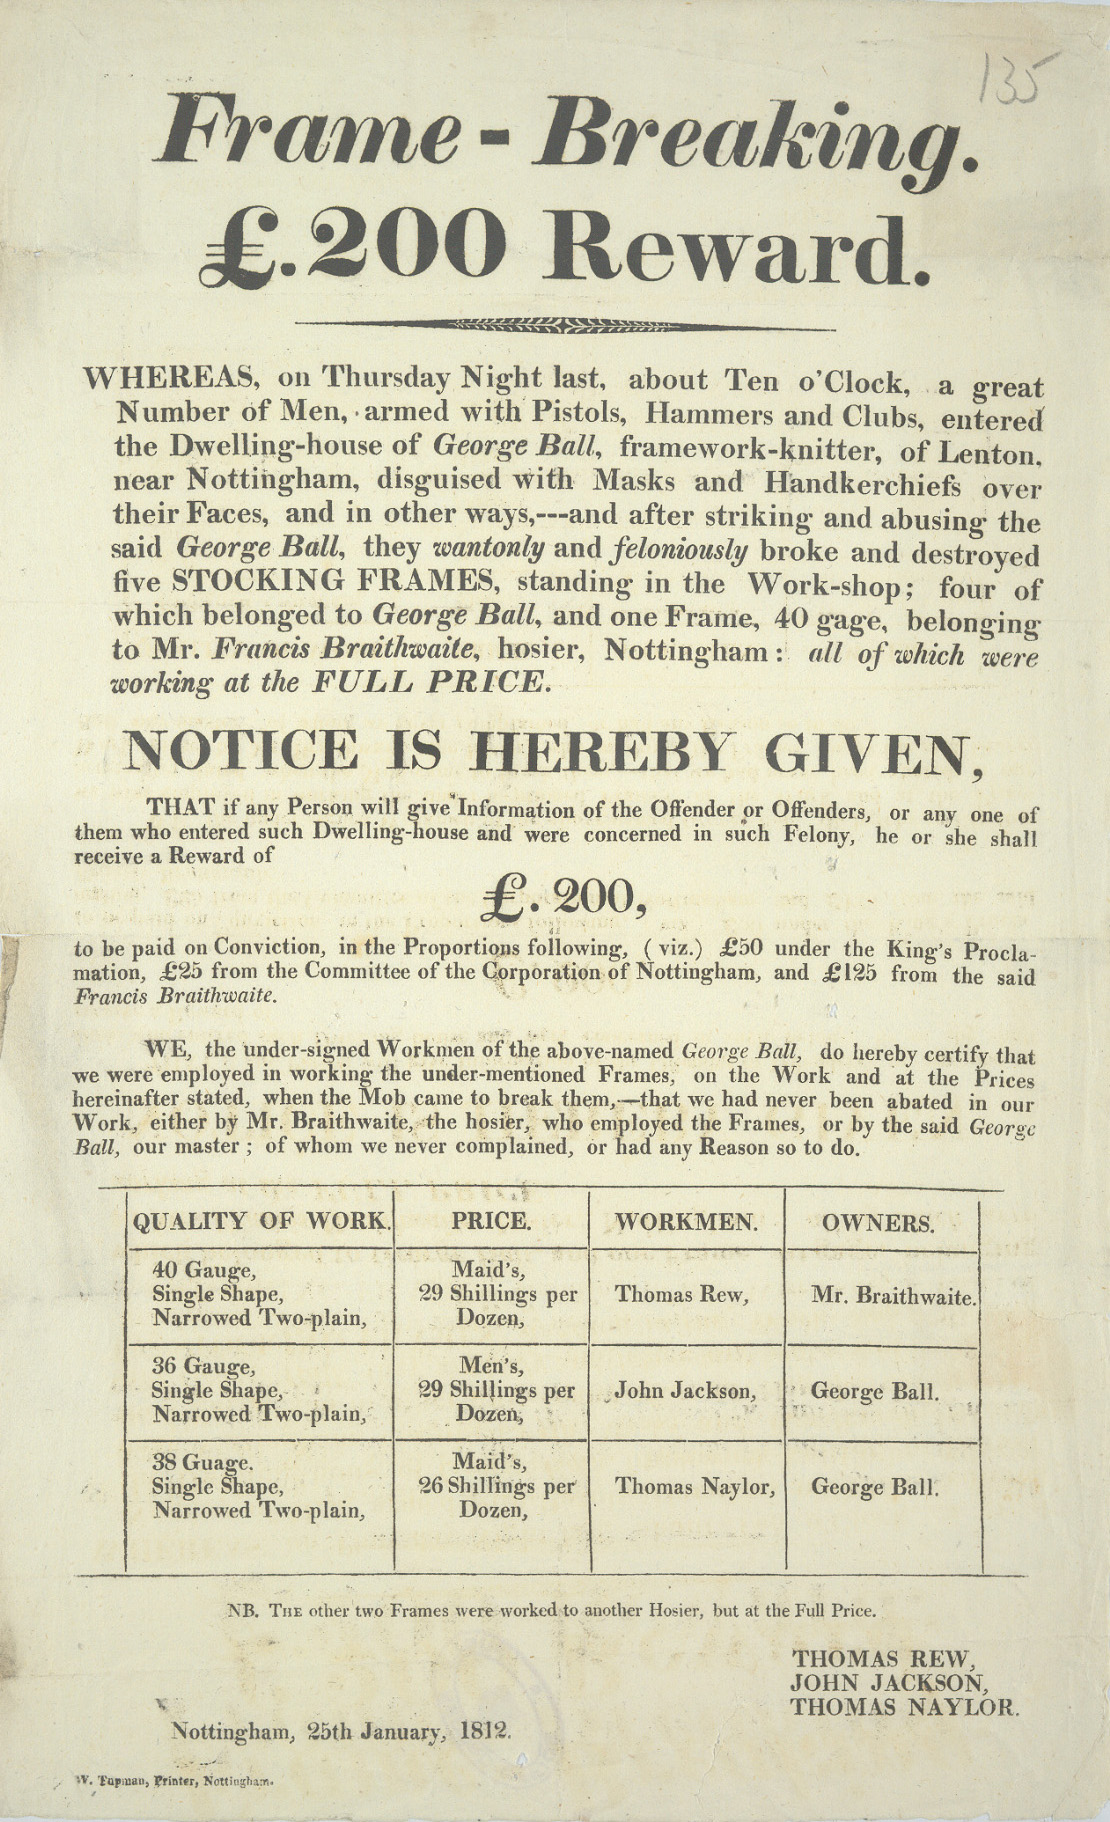 135
Frame - Breaking.
£.200 Reward.
WHEREAS, on Thursday Night last, about Ten o'Clock, a great
Number of Men, armed with Pistols, Hammers and Clubs, entered
the Dwelling-house of George Ball, framework-knitter, of Lenton,
near Nottingham, disguised with Masks and Handkerchiefs over
their Faces, and in other ways,---and after striking and abusing the
said George Ball, they wantonly and feloniously broke and destroyed
five STOCKING FRAMES, standing in the Work-shop; four of
which belonged to George Ball, and one Frame, 40 gage, belonging
to Mr. Francis Braithwaite, hosier, Nottingham: all of which were
working at the FULL PRICE.
NOTICE IS HEREBY GIVEN,
THAT if any Person will give Information of the Offender or Offenders, or any one of
them who entered such Dwelling-house and were concerned in such Felony, he or she shall
receive a Reward of
£. 200,
to be paid on Conviction, in the Proportions following, (viz.) £50 under the King's Procla-
mation, £25 from the Committee of the Corporation of Nottingham, and £125 from the said
Francis Braithwaite.
WE, the under-signed Workmen of the above-named George Ball, do hereby certify that
we were employed in working the under-mentioned Frames, on the Work and at the Prices
hereinafter stated, when the Mob came to break them,—that we had never been abated in our
Work, either by Mr. Braithwaite, the hosier, who employed the Frames, or by the said George
Ball, our master; of whom we never complained, or had any Reason so to do.
QUALITY OF WORK. PRICE. WORKMEN. OWNERS.
40 Gauge, Maid's,
Single Shape, 29 Shillings per Thomas Rew, Mr. Braithwaite.
Narrowed Two-plain, Dozen,
36 Gauge, Men's,
Single Shape, 29 Shillings per John Jackson, George Ball.
Narrowed Two-plain, Dozen,
38 Guage. Maid's,
Single Shape, 26 Shillings per Thomas Naylor, George Ball.
Narrowed Two-plain, Dozen,
NB. THE other two Frames were worked to another Hosier, but at the Full Price.
THOMAS REW,
JOHN JACKSON,
THOMAS NAYLOR.
Nottingham, 25th January, 1812.
W. Tupman, Printer, Nottingham.